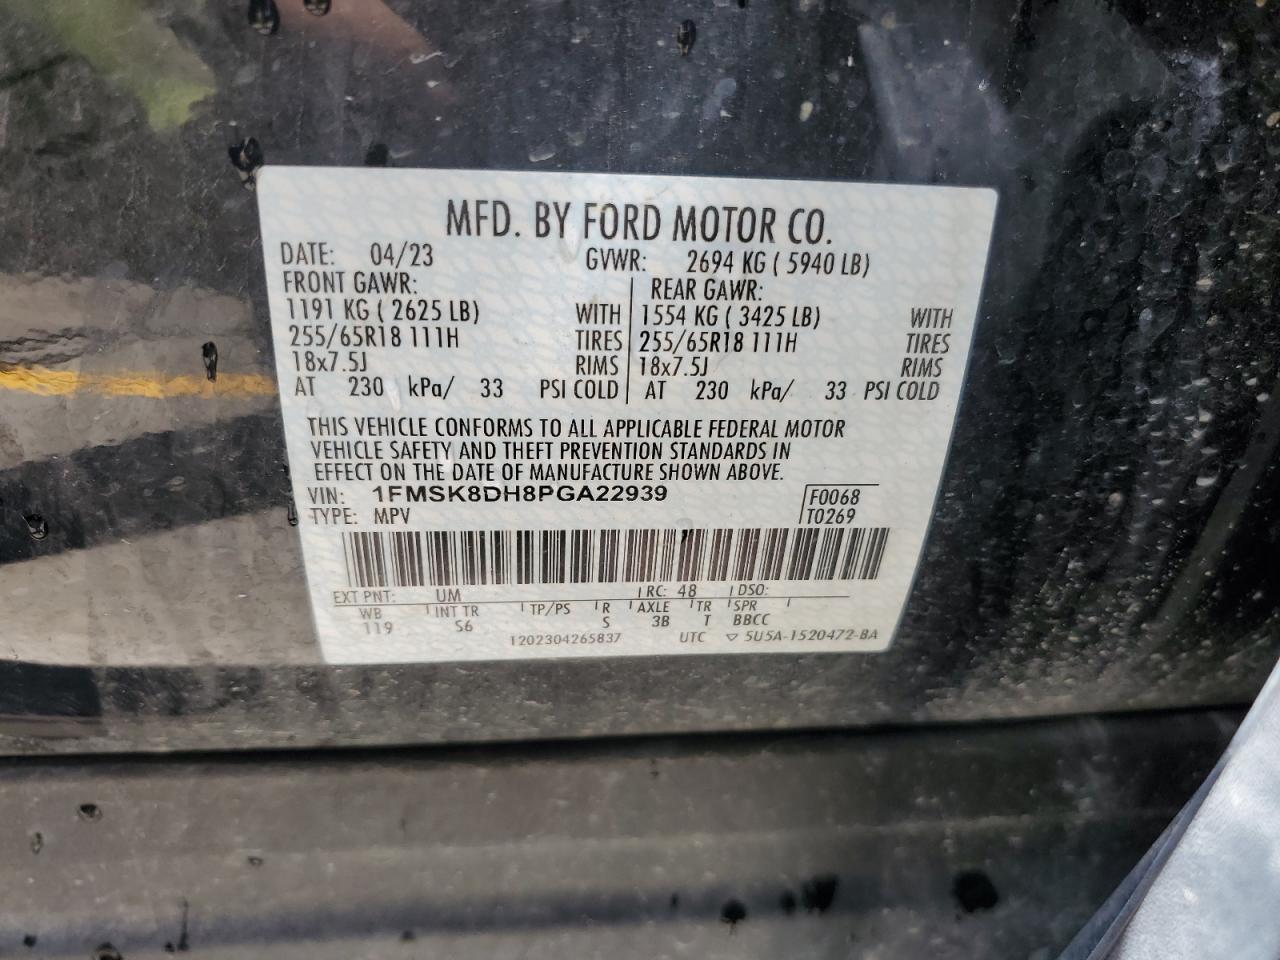 MFD. BY FORD MOTOR CO.
DATE: 04/23 GVWR: 2694 KG ( 5940 LB)
FRONT GAWR: REAR GAWR:
1191 KG ( 2625 LB) WITH 1554 KG ( 3425 LB) WITH
255/65R18 111H TIRES 255/65R18 111H TIRES
18x7.5J RIMS 18x7.5J RIMS
AT 230 kPa/ 33 PSI COLD AT 230 kPa/ 33 PSI COLD
THIS VEHICLE CONFORMS TO ALL APPLICABLE FEDERAL MOTOR
VEHICLE SAFETY AND THEFT PREVENTION STANDARDS IN
EFFECT ON THE DATE OF MANUFACTURE SHOWN ABOVE.
VIN: 1FMSK8DH8PGA22939 F0068
TYPE: MPV T0269
EXT PNT: UM RC: 48 DSO:
WB INT TR TP/PS R AXLE TR SPR
119 S6 S 3B T BBCC
1202304265837 UTC ▽ 5U5A-1520472-BA